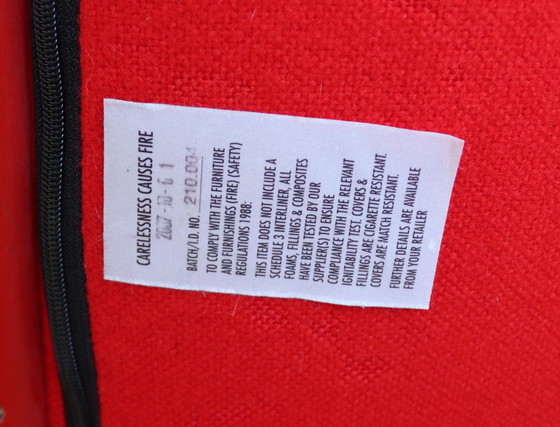 CARELESSNESS CAUSES FIRE
2007-10-6 1
BATCH/I.D. NO. 210.004
TO COMPLY WITH THE FURNITURE
AND FURNISHINGS (FIRE) (SAFETY)
REGULATIONS 1988:
THIS ITEM DOES NOT INCLUDE A
SCHEDULE 3 INTERLINER, ALL
FOAMS, FILLINGS & COMPOSITES
HAVE BEEN TESTED BY OUR
SUPPLIER(S) TO ENSURE
COMPLIANCE WITH THE RELEVANT
IGNITABILITY TEST. COVERS &
FILLINGS ARE CIGARETTE RESISTANT.
COVERS ARE MATCH RESISTANT.
FURTHER DETAILS ARE AVAILABLE
FROM YOUR RETAILER